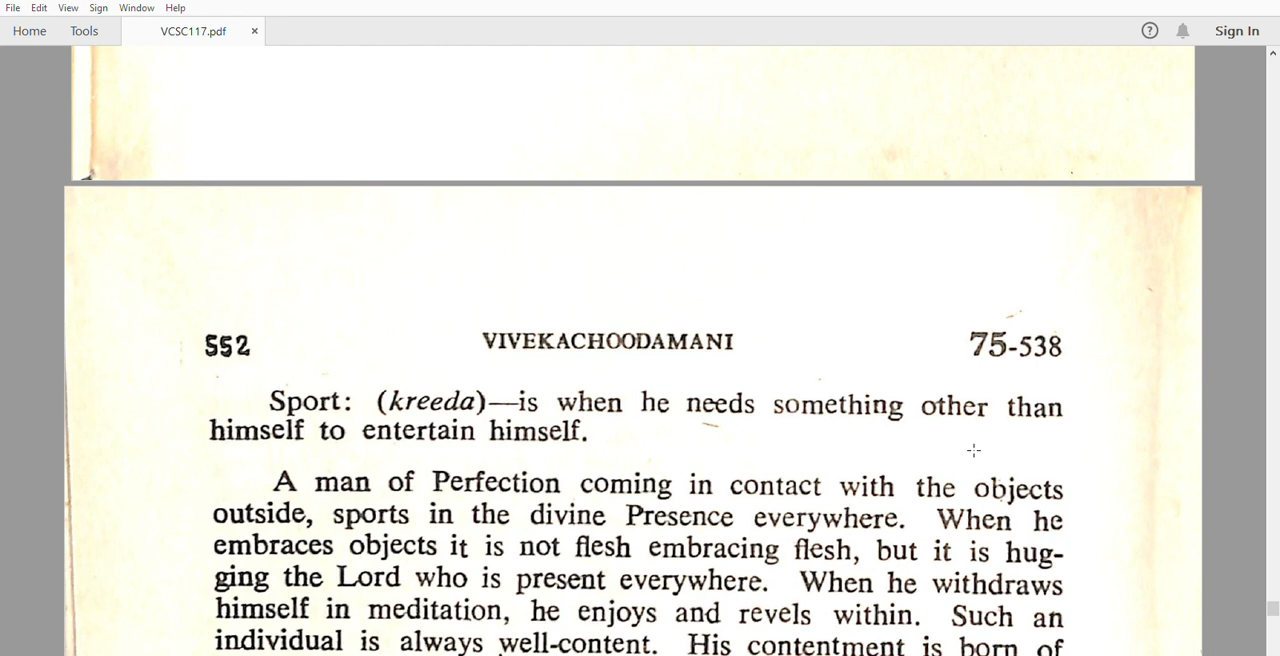 File Edit View Sign Window Help
Home Tools VCSC117.pdf × ? Sign In
552 VIVEKACHOODAMANI 75-538
Sport: (kreeda)—is when he needs something other than
himself to entertain himself.
A man of Perfection coming in contact with the objects
outside, sports in the divine Presence everywhere. When he
embraces objects it is not flesh embracing flesh, but it is hug-
ging the Lord who is present everywhere. When he withdraws
himself in meditation, he enjoys and revels within. Such an
individual is always well-content. His contentment is born of